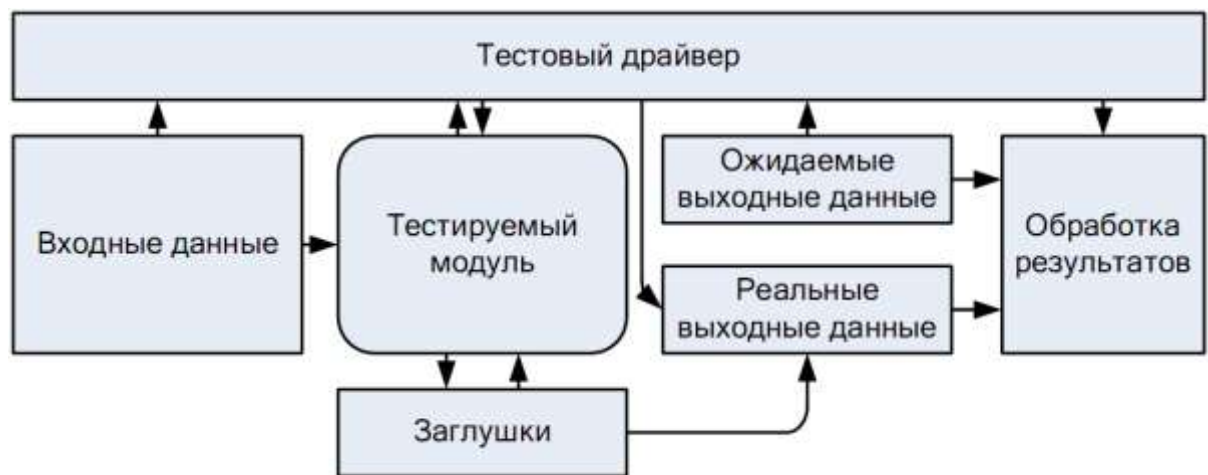 Тестовый драйвер
Входные данные
Тестируемый
модуль
Ожидаемые
выходные данные
Реальные
выходные данные
Обработка
результатов
Заглушки